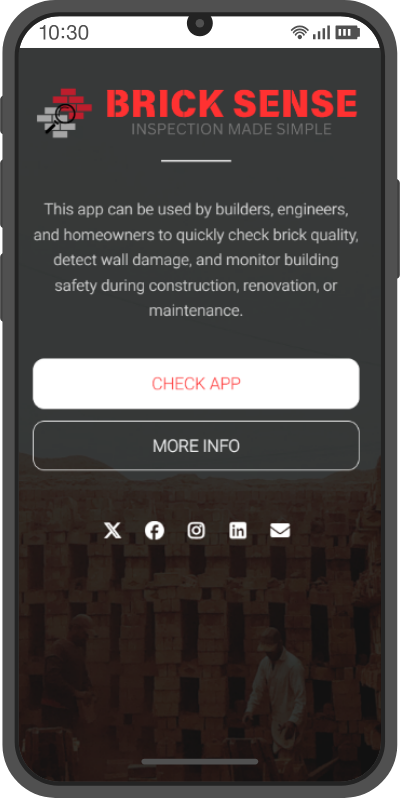 10:30
BRICK SENSE
INSPECTION MADE SIMPLE
This app can be used by builders, engineers,
and homeowners to quickly check brick quality,
detect wall damage, and monitor building
safety during construction, renovation, or
maintenance.
CHECK APP
MORE INFO